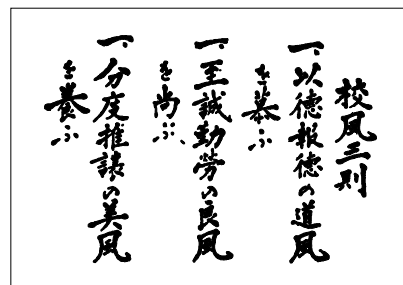 校風三則
一、以徳報徳の道風
を慕ふ
一、至誠勤労の良風
を尚ぶ、
一、分度推譲の美風
を養ふ